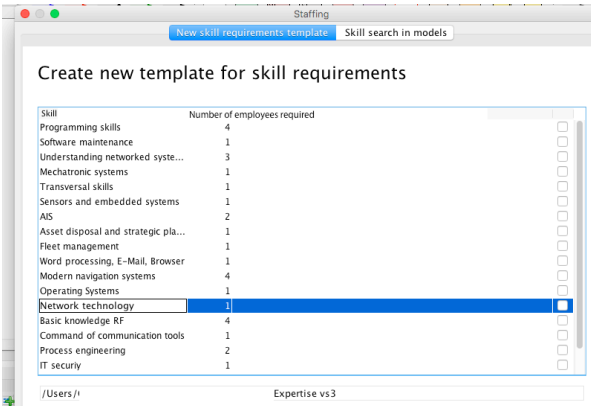 Staffing
New skill requirements template Skill search in models
Create new template for skill requirements
Skill Number of employees required
Programming skills 4
Software maintenance 1
Understanding networked syste... 3
Mechatronic systems 1
Transversal skills 1
Sensors and embedded systems 1
AIS 2
Asset disposal and strategic pla... 1
Fleet management 1
Word processing, E-Mail, Browser 1
Modern navigation systems 4
Operating Systems 1
Network technology 1
Basic knowledge RF 4
Command of communication tools 1
Process engineering 2
IT securiy 1
/Users/ Expertise vs3